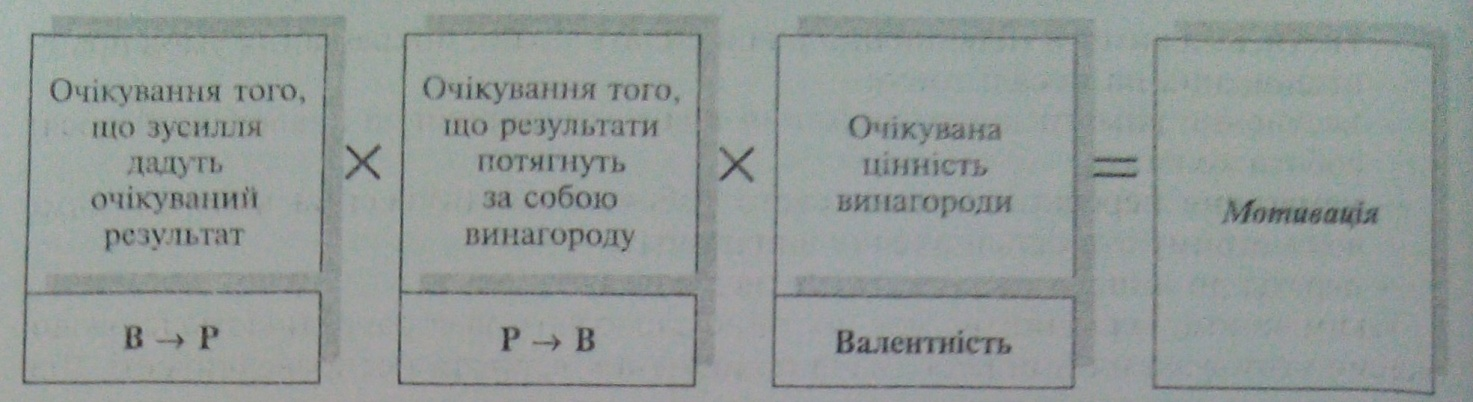 Очікування того,
що зусилля
дадуть
очікуваний
результат
В → Р
×
Очікування того,
що результати
потягнуть
за собою
винагороду
Р → В
×
Очікувана
цінність
винагороди
Валентність
=
Мотивація